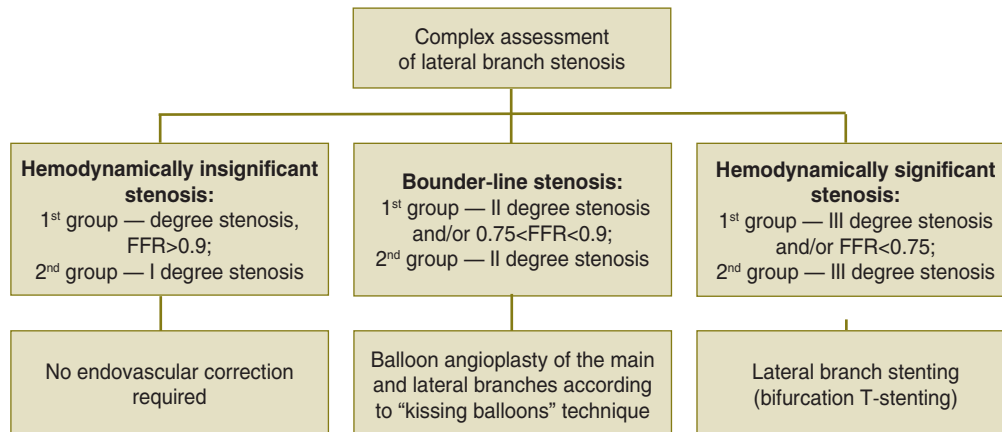 Complex assessment
of lateral branch stenosis
Hemodynamically insignificant
stenosis:
1st group — degree stenosis,
FFR>0.9;
2nd group — I degree stenosis
Bounder-line stenosis:
1st group — II degree stenosis
and/or 0.75<FFR<0.9;
2nd group — II degree stenosis
Hemodynamically significant
stenosis:
1st group — III degree stenosis
and/or FFR<0.75;
2nd group — III degree stenosis
No endovascular correction
required
Balloon angioplasty of the main
and lateral branches according
to “kissing balloons” technique
Lateral branch stenting
(bifurcation T-stenting)